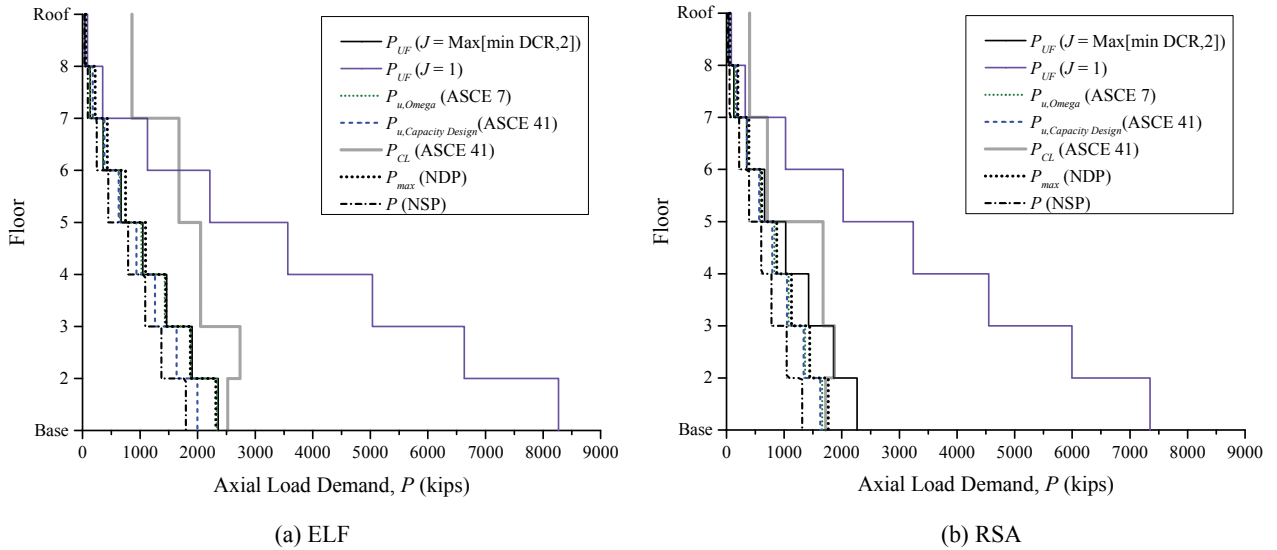 Roof
8
7
6
5
4
3
2
Base
Floor
0 1000 2000 3000 4000 5000 6000 7000 8000 9000
Axial Load Demand, P (kips)
P_UF (J = Max[min DCR,2])
P_UF (J = 1)
P_u,Omega (ASCE 7)
P_u,Capacity Design (ASCE 41)
P_CL (ASCE 41)
P_max (NDP)
P (NSP)
(a) ELF
Roof
8
7
6
5
4
3
2
Base
Floor
0 1000 2000 3000 4000 5000 6000 7000 8000 9000
Axial Load Demand, P (kips)
P_UF (J = Max[min DCR,2])
P_UF (J = 1)
P_u,Omega (ASCE 7)
P_u,Capacity Design (ASCE 41)
P_CL (ASCE 41)
P_max (NDP)
P (NSP)
(b) RSA